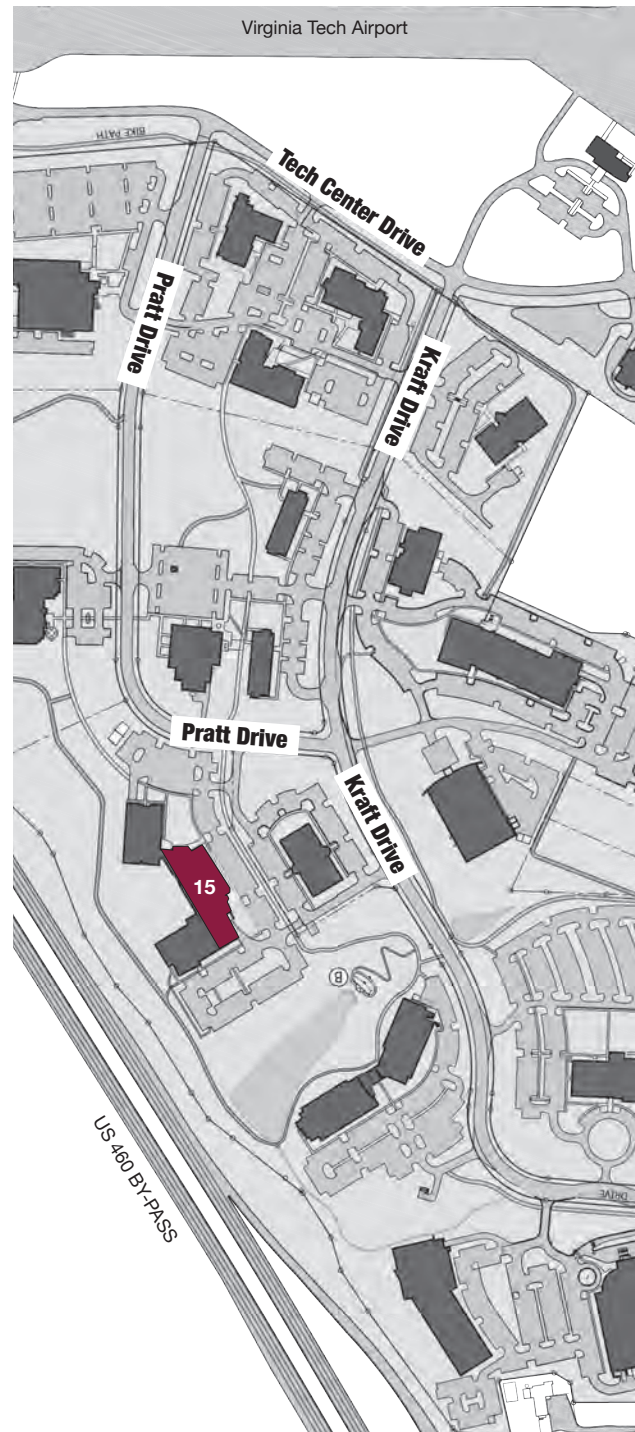 Virginia Tech Airport
BIKE PATH
Tech Center Drive
Pratt Drive
Kraft Drive
Pratt Drive
Kraft Drive
15
B
US 460 BY-PASS
DRIVE